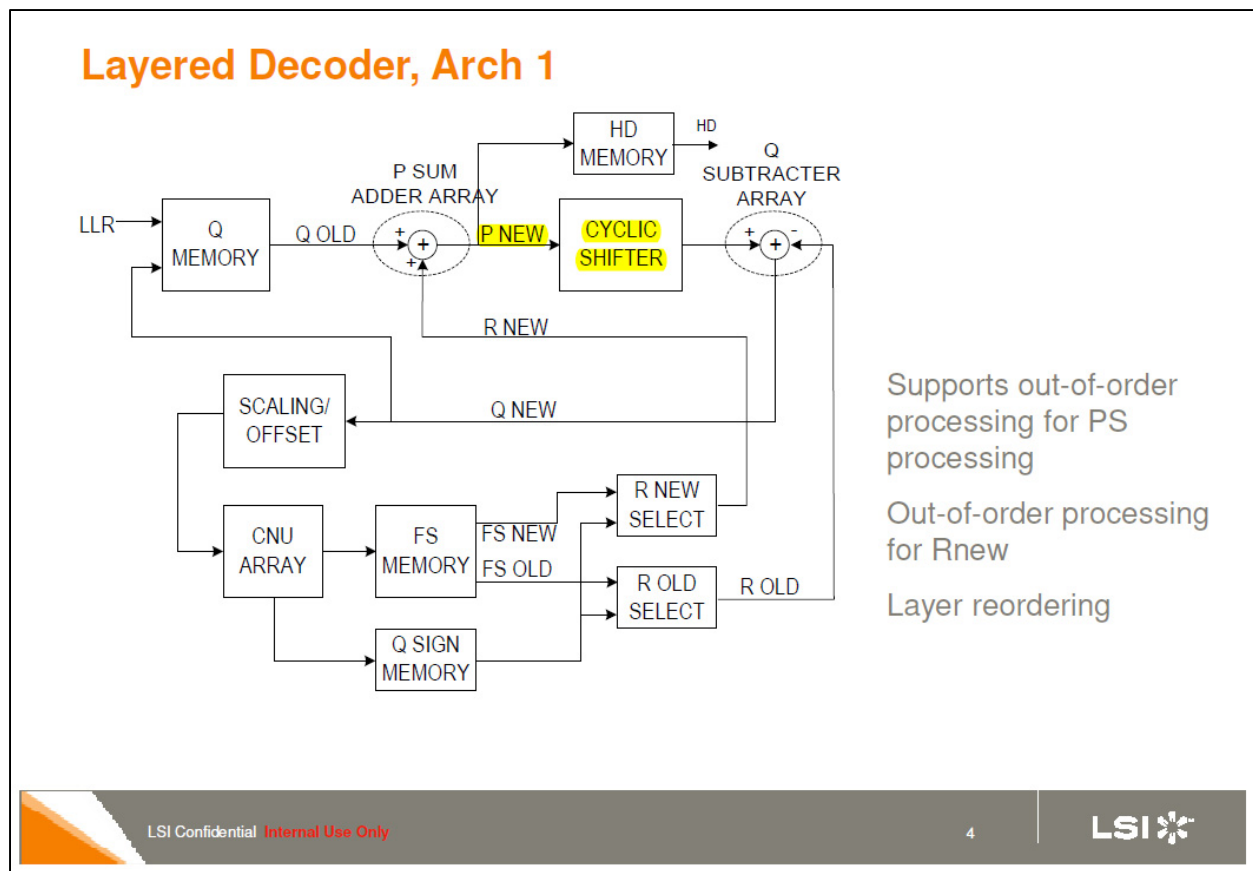 Layered Decoder, Arch 1
HD
MEMORY
HD
Q
SUBTRACTER
ARRAY
P SUM
ADDER ARRAY
LLR
Q
MEMORY
Q OLD
+
+
+
P NEW
CYCLIC
SHIFTER
+
+
-
R NEW
SCALING/
OFFSET
Q NEW
CNU
ARRAY
FS
MEMORY
FS NEW
FS OLD
R NEW
SELECT
R OLD
SELECT
R OLD
Q SIGN
MEMORY
Supports out-of-order
processing for PS
processing
Out-of-order processing
for Rnew
Layer reordering
LSI Confidential Internal Use Only
4
LSI